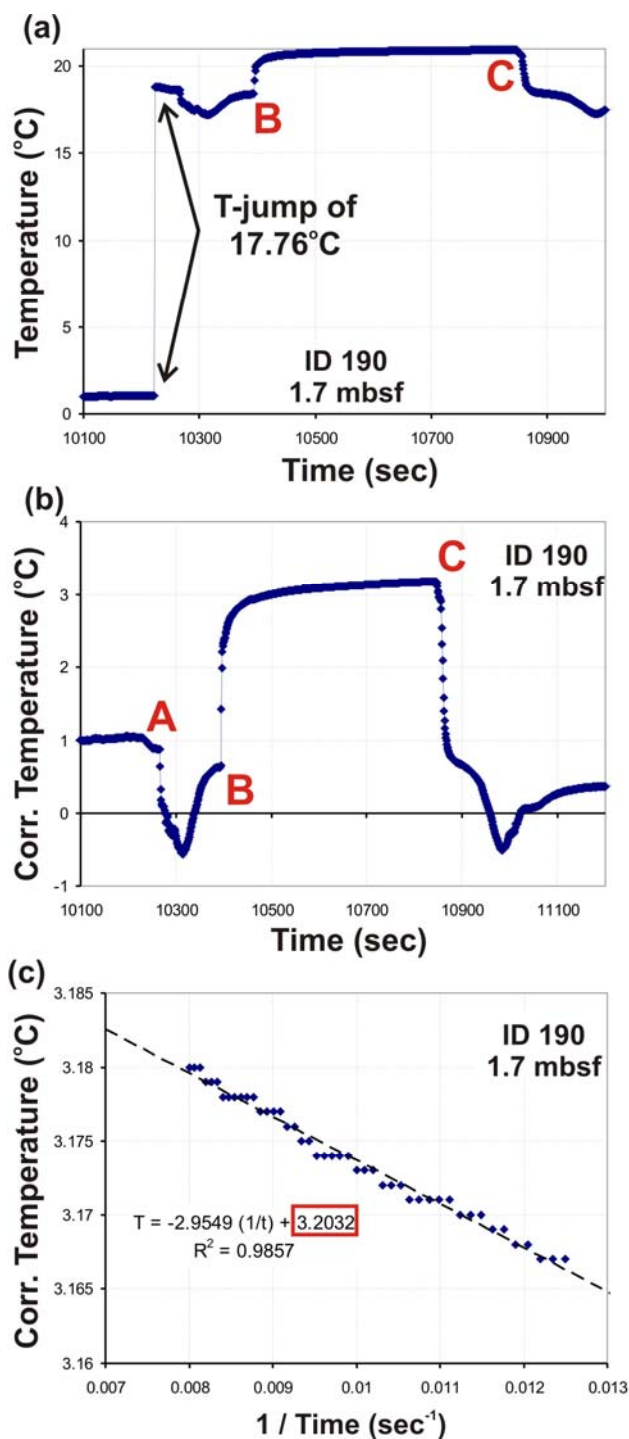 (a)
Temperature (°C)
20
15
10
5
0
B
C
T-jump of
17.76°C
ID 190
1.7 mbsf
10100
10300
10500
10700
10900
Time (sec)
(b)
Corr. Temperature (°C)
4
3
2
1
0
-1
A
B
C
ID 190
1.7 mbsf
10100
10300
10500
10700
10900
11100
Time (sec)
(c)
Corr. Temperature (°C)
3.185
3.18
3.175
3.17
3.165
3.16
ID 190
1.7 mbsf
T = -2.9549 (1/t) + 3.2032
R² = 0.9857
0.007
0.008
0.009
0.01
0.011
0.012
0.013
1 / Time (sec⁻¹)